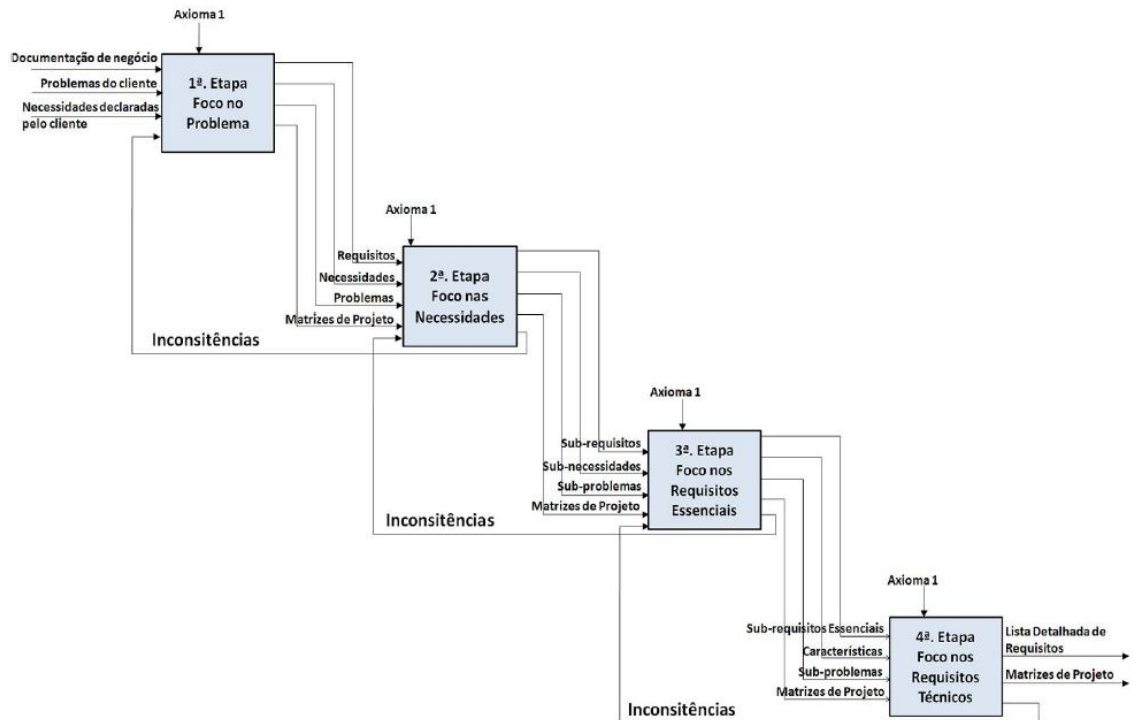 Axioma 1
Documentação de negócio
Problemas do cliente
Necessidades declaradas
pelo cliente
1ª. Etapa
Foco no
Problema
Axioma 1
Requisitos
Necessidades
Problemas
Matrizes de Projeto
2ª. Etapa
Foco nas
Necessidades
Inconsitências
Axioma 1
Sub-requisitos
Sub-necessidades
Sub-problemas
Matrizes de Projeto
3ª. Etapa
Foco nos
Requisitos
Essenciais
Inconsitências
Axioma 1
Sub-requisitos Essenciais
Características
Sub-problemas
Matrizes de Projeto
4ª. Etapa
Foco nos
Requisitos
Técnicos
Lista Detalhada de
Requisitos
Matrizes de Projeto
Inconsitências